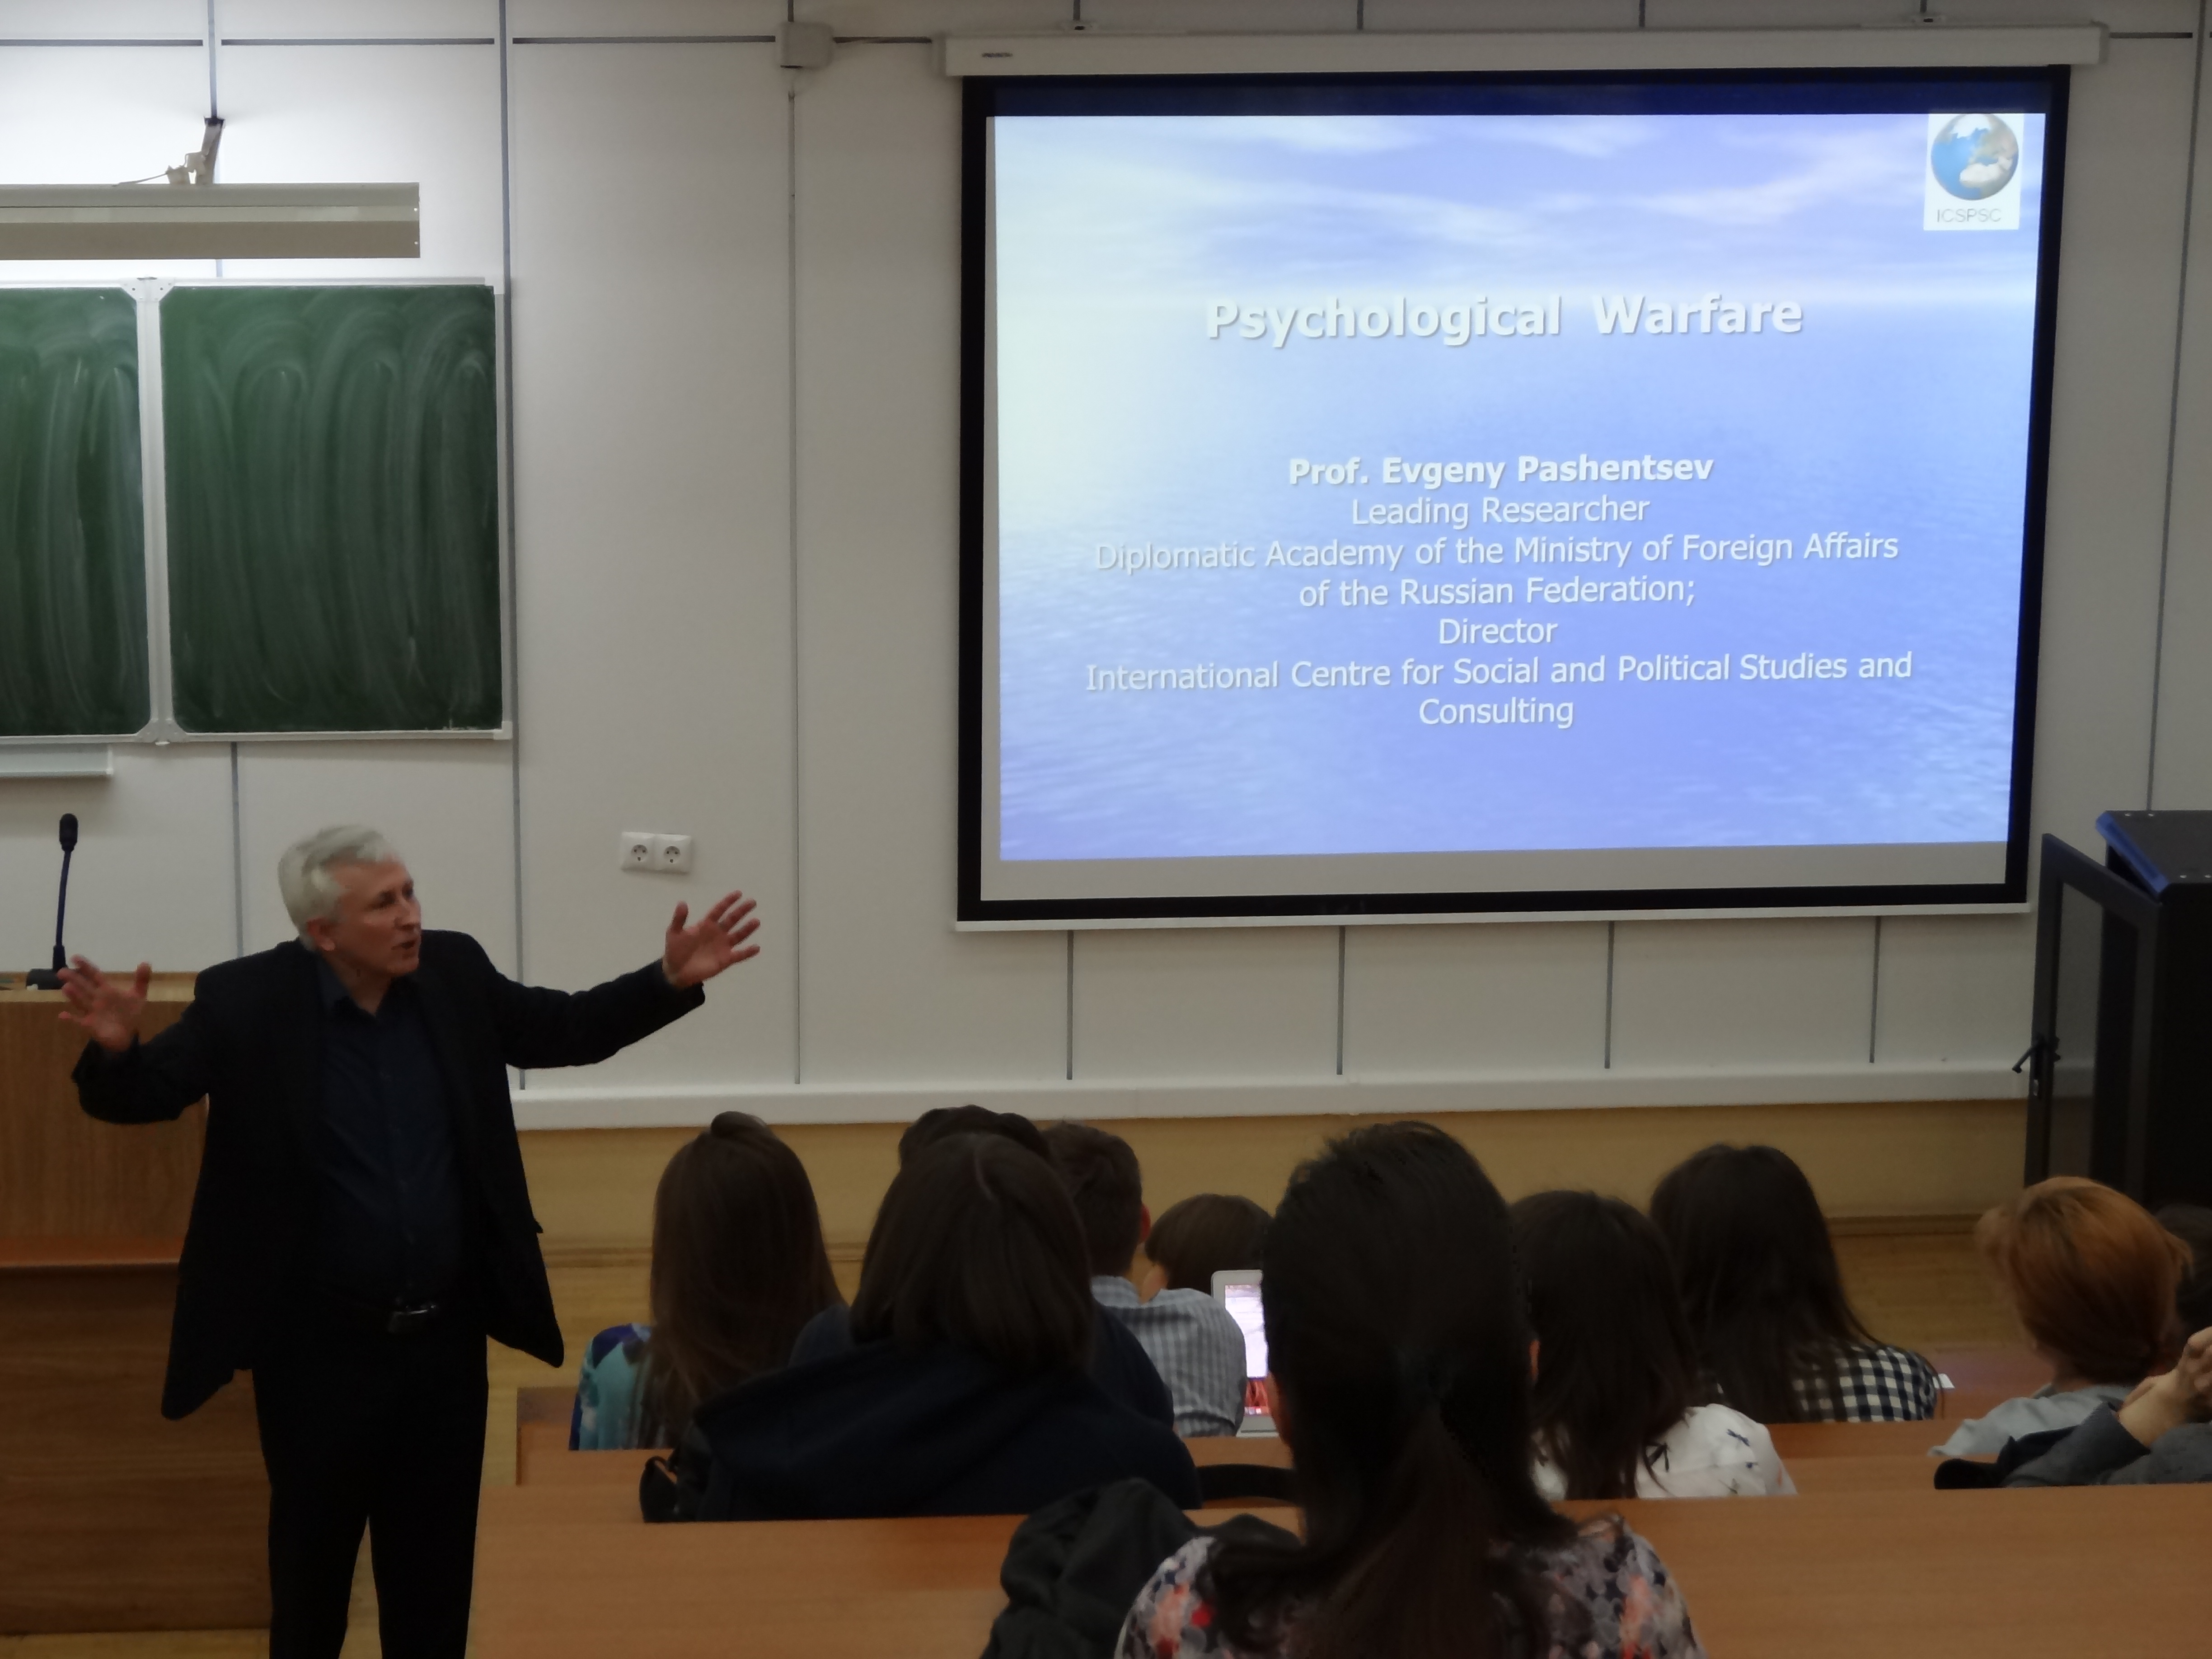 ICSPSC
Psychological Warfare
Prof. Evgeny Pashentsev
Leading Researcher
Diplomatic Academy of the Ministry of Foreign Affairs
of the Russian Federation;
Director
International Centre for Social and Political Studies and
Consulting